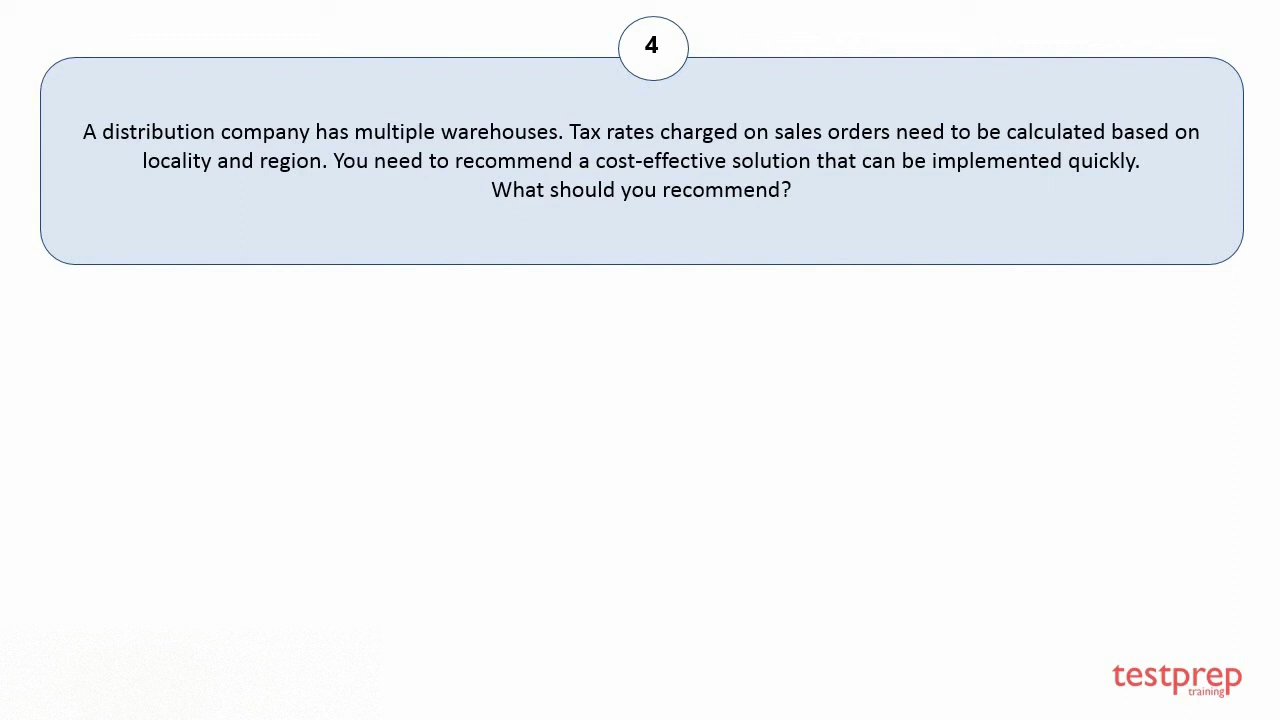 4
A distribution company has multiple warehouses. Tax rates charged on sales orders need to be calculated based on
locality and region. You need to recommend a cost-effective solution that can be implemented quickly.
What should you recommend?
testprep
training